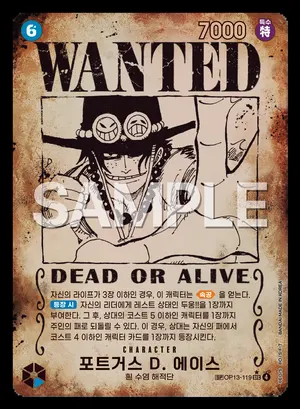 6
7000
특수
特
WANTED
SAMPLE
DEAD OR ALIVE
자신의 라이프가 3장 이하인 경우, 이 캐릭터는 속공 을 얻는다.
등장 시 자신의 리더에게 레스트 상태인 두웅!!을 1장까지
부여한다. 그 후, 상대의 코스트 5 이하인 캐릭터를 1장까지
주인의 패로 되돌릴 수 있다. 이 경우, 상대는 자신의 패에서
코스트 4 이하인 캐릭터 카드를 1장까지 등장시킨다.
CHARACTER
포트거스 D. 에이스
흰 수염 해적단
OP13-119
4